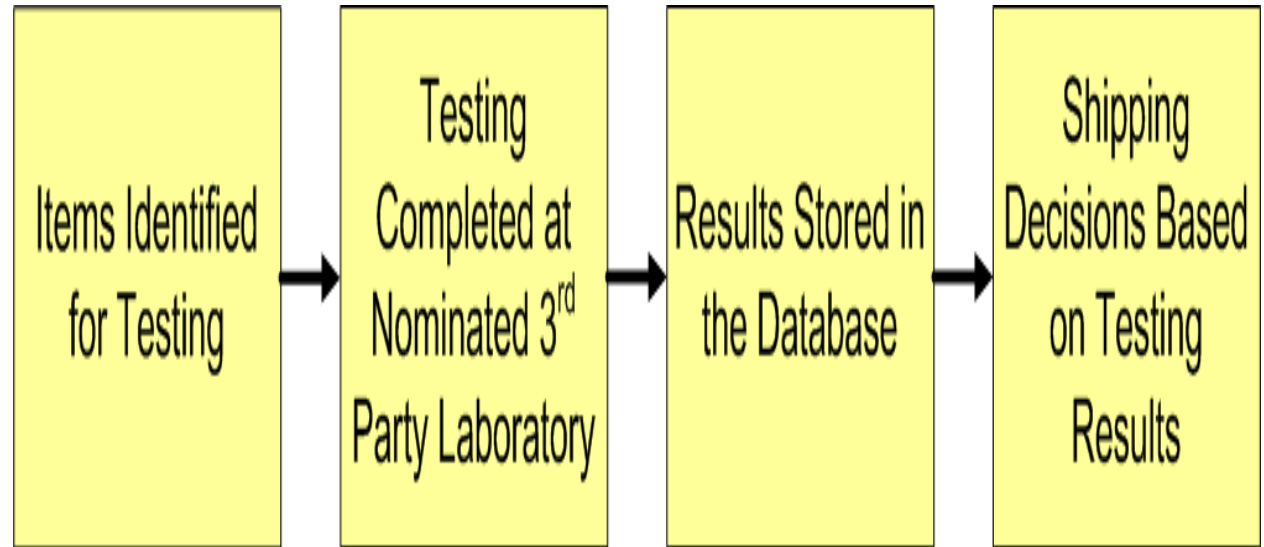 Items Identified
for Testing
Testing
Completed at
Nominated 3rd
Party Laboratory
Results Stored in
the Database
Shipping
Decisions Based
on Testing
Results